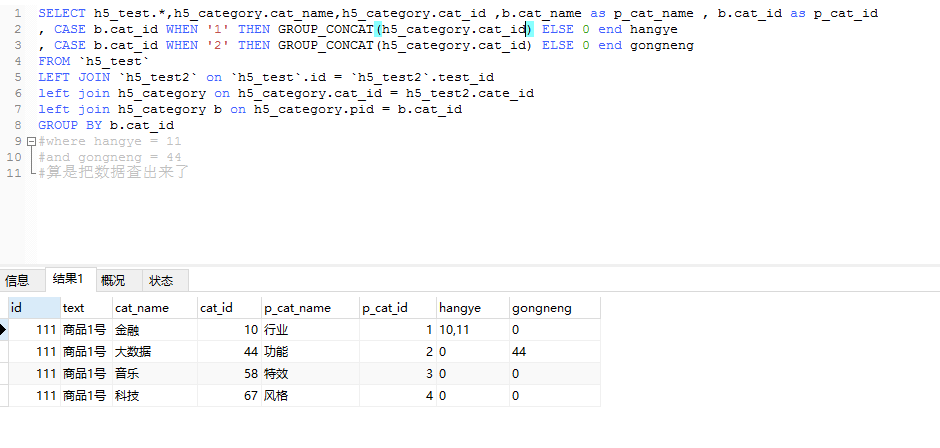 1 SELECT h5_test.*,h5_category.cat_name,h5_category.cat_id ,b.cat_name as p_cat_name , b.cat_id as p_cat_id
2 , CASE b.cat_id WHEN '1' THEN GROUP_CONCAT(h5_category.cat_id) ELSE 0 end hangye
3 , CASE b.cat_id WHEN '2' THEN GROUP_CONCAT(h5_category.cat_id) ELSE 0 end gongneng
4 FROM `h5_test`
5 LEFT JOIN `h5_test2` on `h5_test`.id = `h5_test2`.test_id
6 left join h5_category on h5_category.cat_id = h5_test2.cate_id
7 left join h5_category b on h5_category.pid = b.cat_id
8 GROUP BY b.cat_id
9 #where hangye = 11
10 #and gongneng = 44
11 #算是把数据查出来了
信息 结果1 概况 状态
id text cat_name cat_id p_cat_name p_cat_id hangye gongneng
111 商品1号 金融 10 行业 1 10,11 0
111 商品1号 大数据 44 功能 2 0 44
111 商品1号 音乐 58 特效 3 0 0
111 商品1号 科技 67 风格 4 0 0